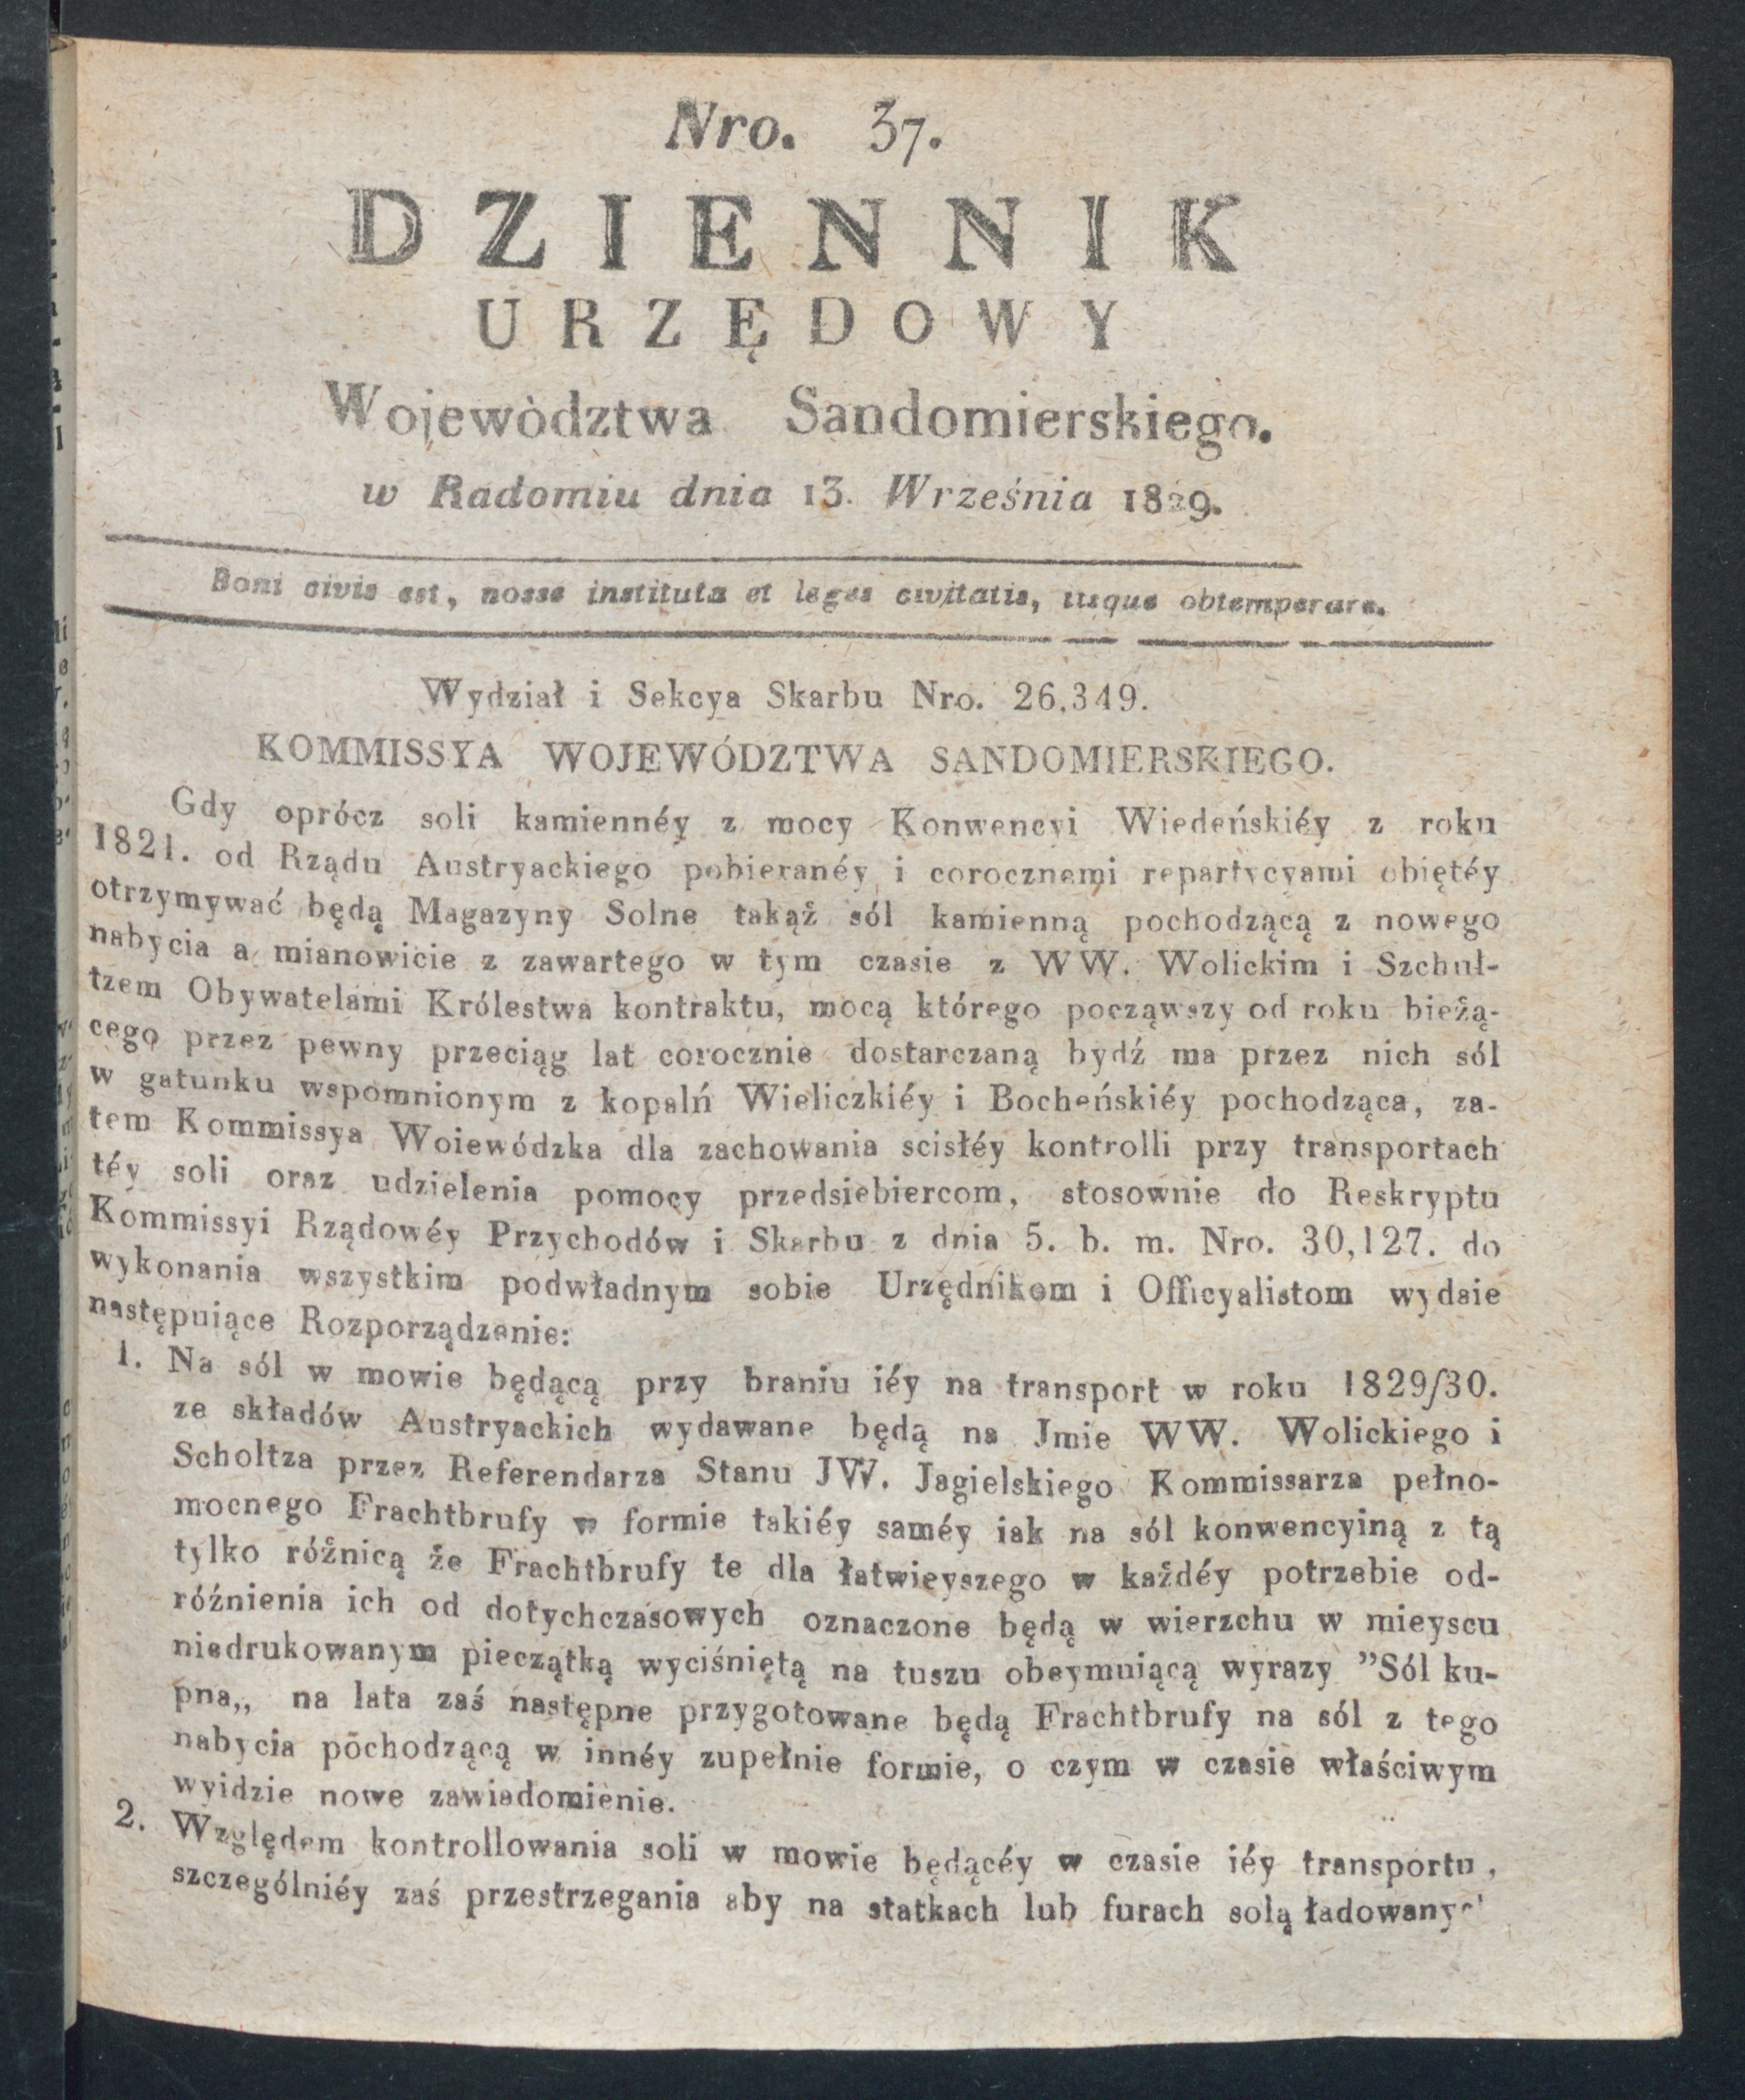 Nro. 37.
DZIENNIK
URZĘDOWY
Wojewòdztwa Sandomierskiego.
w Radomiu dnia 13. Września 1829.
Boni civis est, nosse instituta et leges civitatis, iisque obtemperare.
Wydział i Sekcya Skarbu Nro. 26,349.
KOMMISSYA WOJEWÓDZTWA SANDOMIERSKIEGO.
Gdy oprócz soli kamiennéy z mocy Konwencyi Wiedeńskiéy z roku
1821. od Rządu Austryackiego pobieranéy i corocznemi repartycyami obiętéy
otrzymywać będą Magazyny Solne takąż sól kamienną pochodzącą z nowego
nabycia a mianowicie z zawartego w tym czasie z WW. Wolickim i Szchul-
tzem Obywatelami Królestwa kontraktu, mocą którego począwszy od roku bieżą-
cego przez pewny przeciąg lat corocznie dostarczaną bydź ma przez nich sól
w gatunku wspomnionym z kopalń Wieliczkiéy i Bocheńskiéy pochodząca, za-
tem Kommissya Woiewódzka dla zachowania scisłéy kontrolli przy transportach
téy soli oraz udzielenia pomocy przedsiebiercom, stosownie do Reskryptu
Kommissyi Rządowéy Przychodów i Skarbu z dnia 5. b. m. Nro. 30,127. do
wykonania wszystkim podwładnym sobie Urzędnikom i Officyalistom wydaie
następuiące Rozporządzenie:
1. Na sól w mowie będącą przy braniu iéy na transport w roku 1829/30.
ze składów Austryackich wydawane będą na Jmie WW. Wolickiego i
Scholtza przez Referendarza Stanu JW. Jagielskiego Kommissarza pełno-
mocnego Frachtbrufy w formie takiéy saméy iak na sól konwencyiną z tą
tylko różnicą że Frachtbrufy te dla łatwieyszego w każdéy potrzebie od-
różnienia ich od dotychczasowych oznaczone będą w wierzchu w mieyscu
niedrukowanym pieczątką wyciśniętą na tuszu obeymuiącą wyrazy ”Sól ku-
pna„ na lata zaś następne przygotowane będą Frachtbrufy na sól z tego
nabycia pōchodzącą w innéy zupełnie formie, o czym w czasie właściwym
wyidzie nowe zawiadomienie.
2. Względem kontrollowania soli w mowie będącéy w czasie iéy transportu,
szczególniéy zaś przestrzegania aby na statkach lub furach solą ładowanych